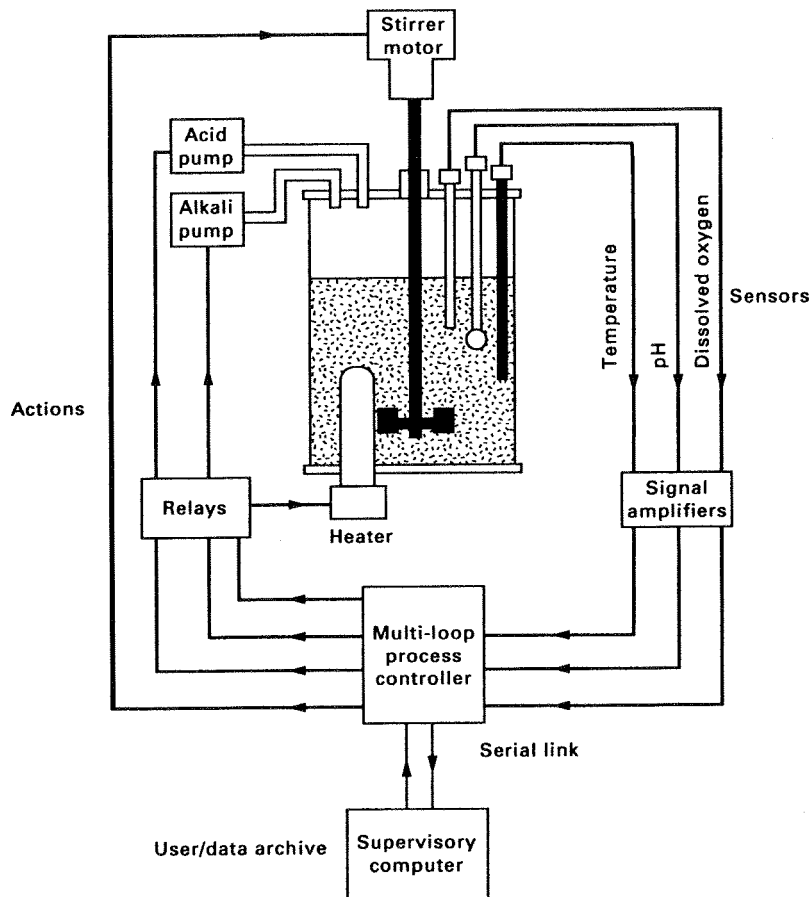 Stirrer
motor
Acid
pump
Alkali
pump
Temperature
pH
Dissolved oxygen
Sensors
Actions
Relays
Heater
Signal
amplifiers
Multi-loop
process
controller
Serial link
User/data archive
Supervisory
computer